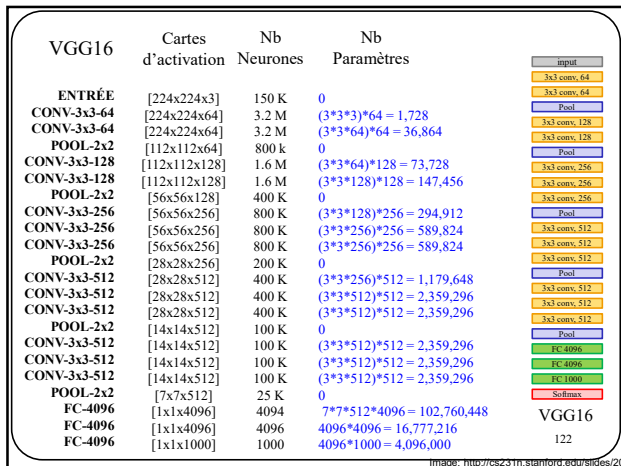 VGG16 Cartes d'activation Nb Neurones Nb Paramètres
ENTRÉE [224x224x3] 150 K 0
CONV-3x3-64 [224x224x64] 3.2 M (3*3*3)*64 = 1,728
CONV-3x3-64 [224x224x64] 3.2 M (3*3*64)*64 = 36,864
POOL-2x2 [112x112x64] 800 k 0
CONV-3x3-128 [112x112x128] 1.6 M (3*3*64)*128 = 73,728
CONV-3x3-128 [112x112x128] 1.6 M (3*3*128)*128 = 147,456
POOL-2x2 [56x56x128] 400 K 0
CONV-3x3-256 [56x56x256] 800 K (3*3*128)*256 = 294,912
CONV-3x3-256 [56x56x256] 800 K (3*3*256)*256 = 589,824
CONV-3x3-256 [56x56x256] 800 K (3*3*256)*256 = 589,824
POOL-2x2 [28x28x256] 200 K 0
CONV-3x3-512 [28x28x512] 400 K (3*3*256)*512 = 1,179,648
CONV-3x3-512 [28x28x512] 400 K (3*3*512)*512 = 2,359,296
CONV-3x3-512 [28x28x512] 400 K (3*3*512)*512 = 2,359,296
POOL-2x2 [14x14x512] 100 K 0
CONV-3x3-512 [14x14x512] 100 K (3*3*512)*512 = 2,359,296
CONV-3x3-512 [14x14x512] 100 K (3*3*512)*512 = 2,359,296
CONV-3x3-512 [14x14x512] 100 K (3*3*512)*512 = 2,359,296
POOL-2x2 [7x7x512] 25 K 0
FC-4096 [1x1x4096] 4094 7*7*512*4096 = 102,760,448
FC-4096 [1x1x4096] 4096 4096*4096 = 16,777,216
FC-4096 [1x1x1000] 1000 4096*1000 = 4,096,000
input
3x3 conv, 64
3x3 conv, 64
Pool
3x3 conv, 128
3x3 conv, 128
Pool
3x3 conv, 256
3x3 conv, 256
3x3 conv, 256
Pool
3x3 conv, 512
3x3 conv, 512
3x3 conv, 512
Pool
3x3 conv, 512
3x3 conv, 512
3x3 conv, 512
Pool
FC 4096
FC 4096
FC 1000
Softmax
VGG16
122
Image: http://cs231n.stanford.edu/slides/20